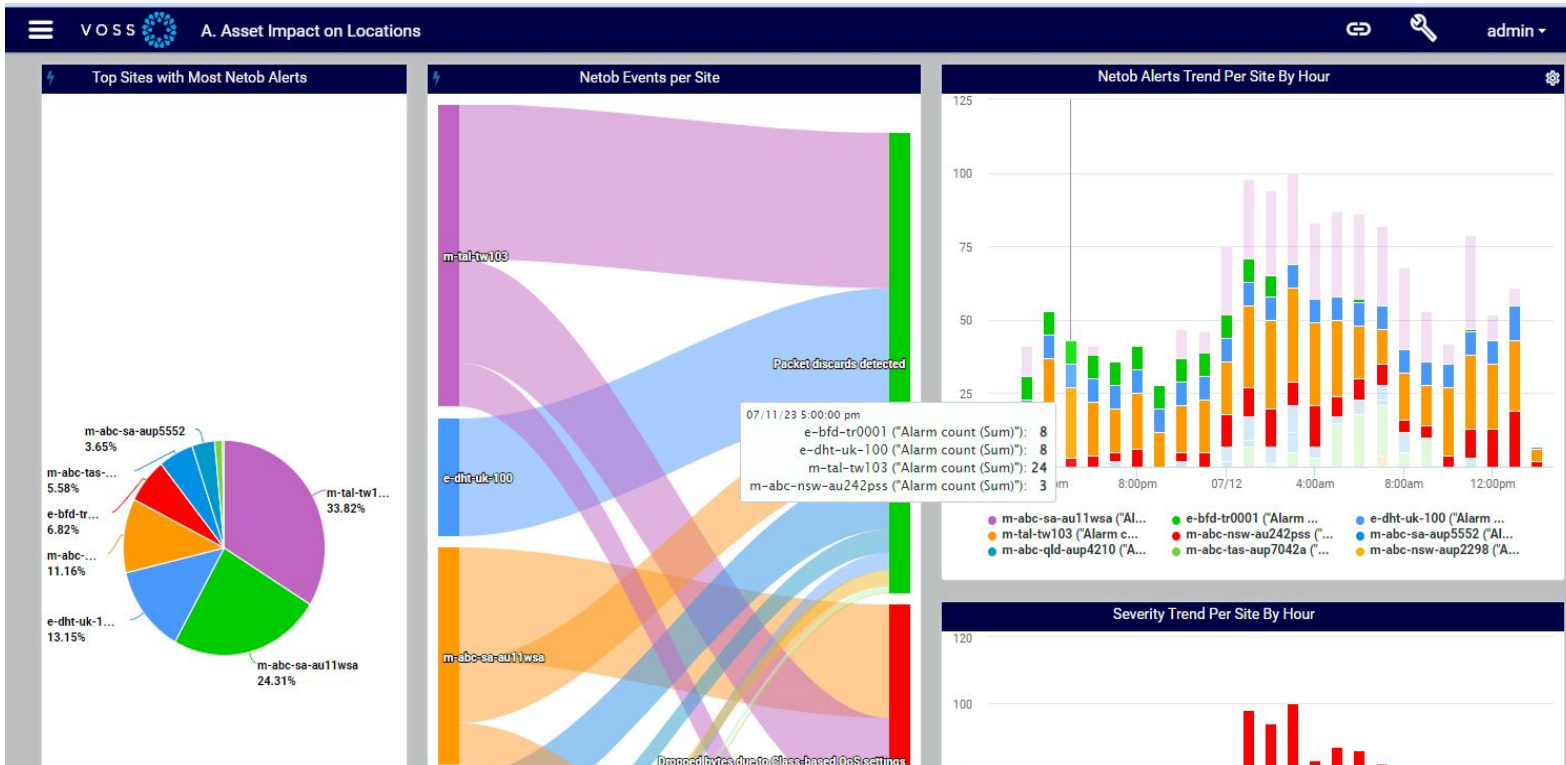 VOSS
A. Asset Impact on Locations
admin
Top Sites with Most Netob Alerts
m-abc-sa-aup5552
3.65%
m-abc-tas-...
5.58%
e-bfd-tr...
6.82%
m-abc-...
11.16%
e-dht-uk-1...
13.15%
m-tal-tw1...
33.82%
m-abc-sa-au11wsa
24.31%
Netob Events per Site
m-tal-tw103
e-dht-uk-100
m-abc-sa-au11wsa
Packet discards detected
Dropped bytes due to Class-based QoS settings
Netob Alerts Trend Per Site By Hour
125
100
75
50
25
07/11/23 5:00:00 pm
e-bfd-tr0001 ("Alarm count (Sum)"): 8
e-dht-uk-100 ("Alarm count (Sum)"): 8
m-tal-tw103 ("Alarm count (Sum)"): 24
m-abc-nsw-au242pss ("Alarm count (Sum)"): 3
8:00pm 07/12 4:00am 8:00am 12:00pm
m-abc-sa-au11wsa ("Al... e-bfd-tr0001 ("Alarm ... e-dht-uk-100 ("Alarm ...
m-tal-tw103 ("Alarm c... m-abc-nsw-au242pss ("... m-abc-sa-aup5552 ("Al...
m-abc-qld-aup4210 ("A... m-abc-tas-aup7042a ("... m-abc-nsw-aup2298 ("A...
Severity Trend Per Site By Hour
120
100